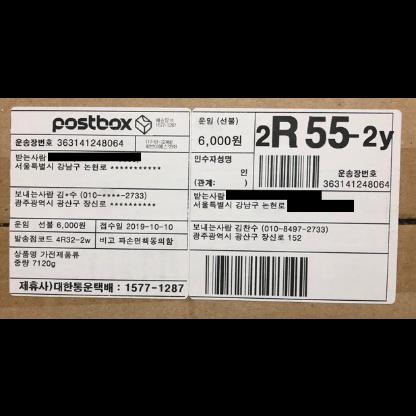 postbox
배송문의
1577-1287
운송장번호 363141248064
받는사람
서울특별시 강남구 논현로 ***********
보내는사람 김*수 (010-****-2733)
광주광역시 광산구 장신로 ****
운임 선불 6,000원 접수일 2019-10-10
발송점코드 4R32-2w 비고 파손면책동의함
상품명 가전제품류
중량 7120g
제휴사)대한통운택배 : 1577-1287
운임 (선불)
6,000원
2R 55-2y
인수자성명
인
(관계: )
운송장번호
363141248064
받는사람
서울특별시 강남구 논현로
보내는사람 김찬수 (010-8497-2733)
광주광역시 광산구 장신로 152